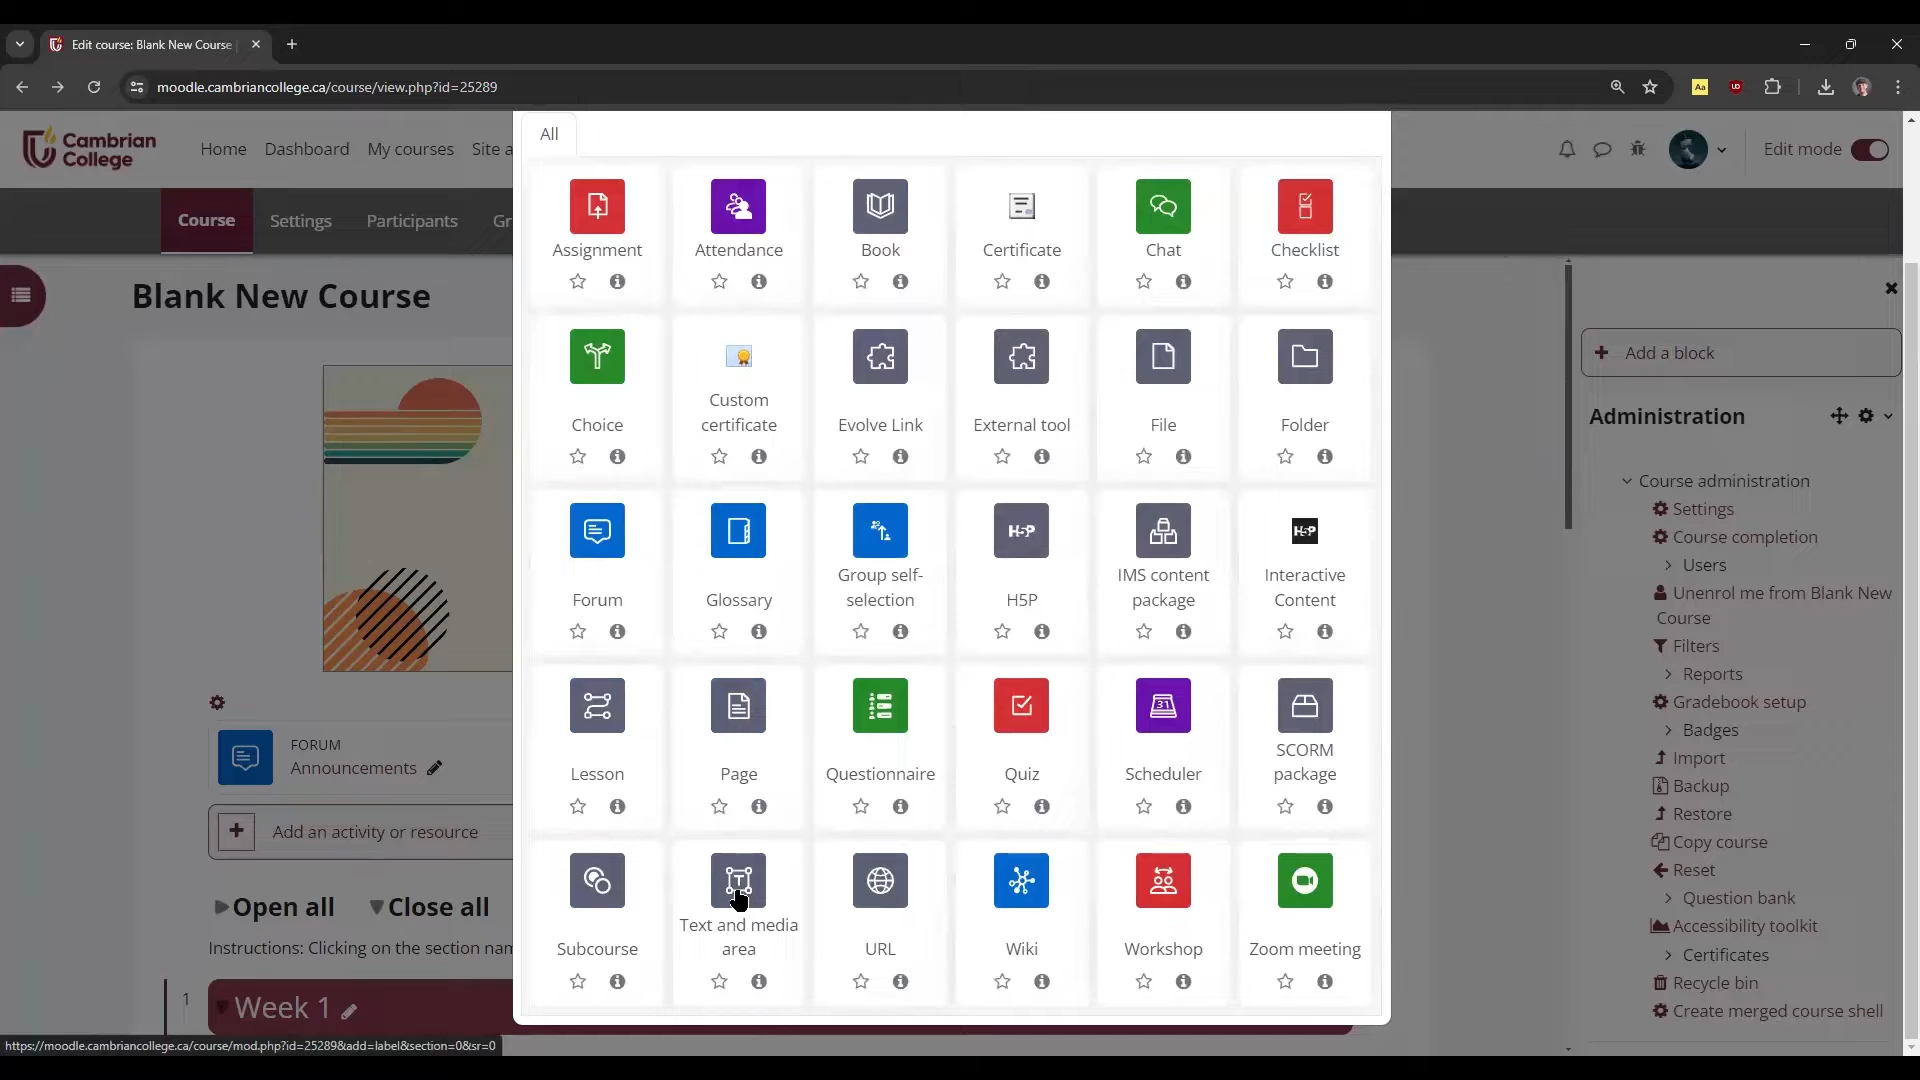 Edit course: Blank New Course
moodle.cambriancollege.ca/course/view.php?id=25289
Aa
Cambrian
College
Home
Dashboard
My courses
Site a
Edit mode
Course
Settings
Participants
Gr
Blank New Course
All
Assignment
Attendance
Book
Certificate
Chat
Checklist
Choice
Custom
certificate
Evolve Link
External tool
File
Folder
Forum
Glossary
Group self-
selection
H5P
H5P
IMS content
package
H5P
Interactive
Content
Lesson
Page
Questionnaire
Quiz
31
Scheduler
SCORM
package
Subcourse
T
Text and media
area
URL
Wiki
Workshop
Zoom meeting
FORUM
Announcements
Add an activity or resource
Open all
Close all
Instructions: Clicking on the section nam
1
Week 1
Add a block
Administration
Course administration
Settings
Course completion
Users
Unenrol me from Blank New
Course
Filters
Reports
Gradebook setup
Badges
Import
Backup
Restore
Copy course
Reset
Question bank
Accessibility toolkit
Certificates
Recycle bin
Create merged course shell
https://moodle.cambriancollege.ca/course/mod.php?id=25289&add=label&section=0&sr=0